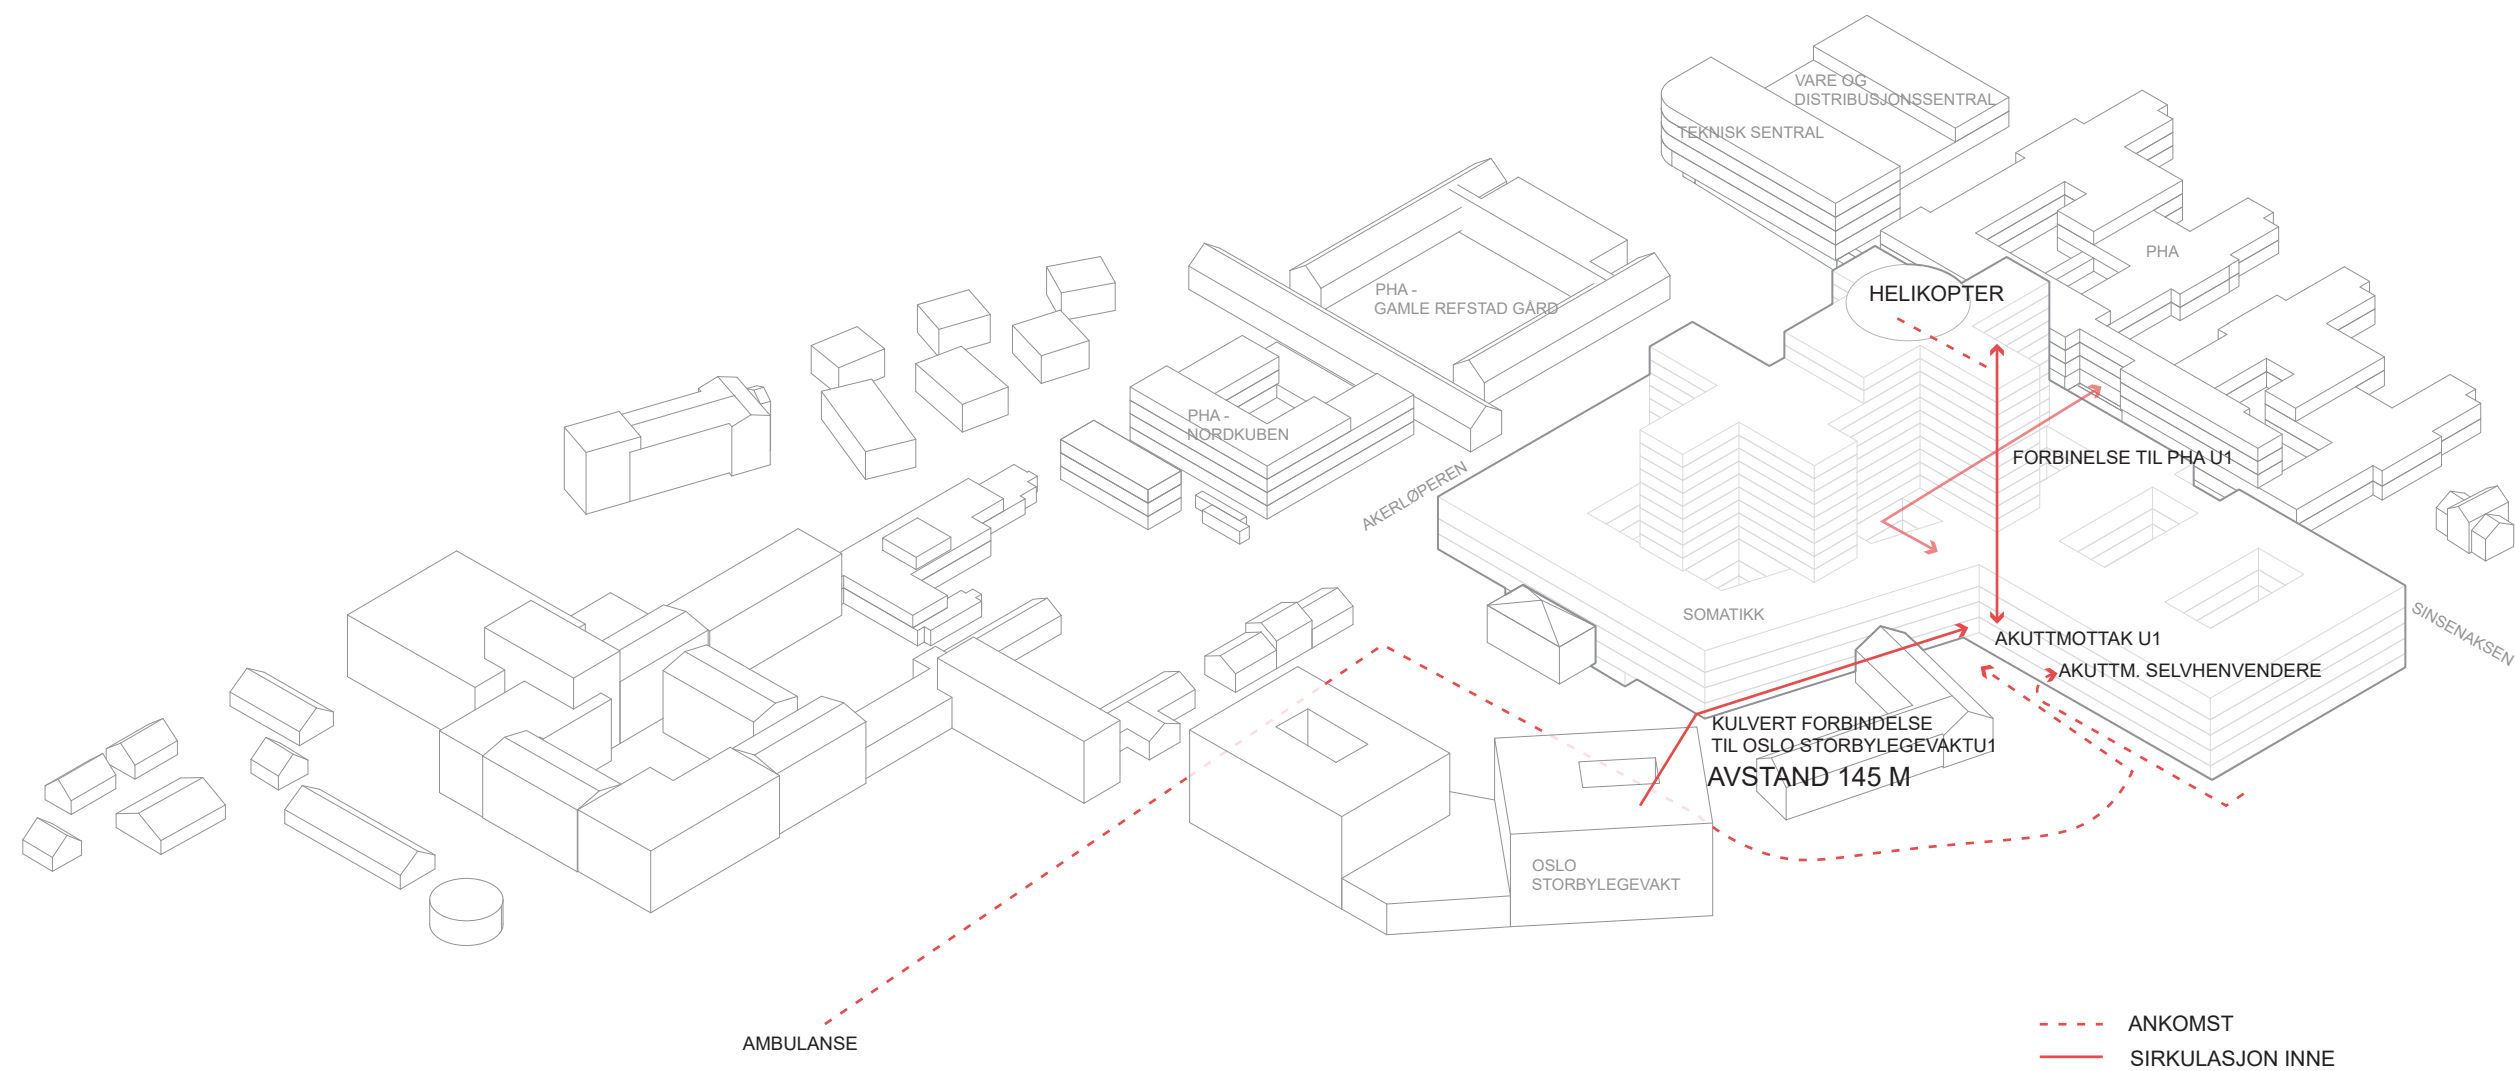 VARE OG
DISTRIBUSJONSSENTRAL
TEKNISK SENTRAL
PHA
HELIKOPTER
PHA -
GAMLE REFSTAD GÅRD
PHA -
NORDKUBEN
AKERLØPEREN
FORBINELSE TIL PHA U1
SOMATIKK
SINSENAKSEN
AKUTTMOTTAK U1
AKUTTM. SELVHENVENDERE
KULVERT FORBINDELSE
TIL OSLO STORBYLEGEVAKTU1
AVSTAND 145 M
OSLO
STORBYLEGEVAKT
AMBULANSE
ANKOMST
SIRKULASJON INNE